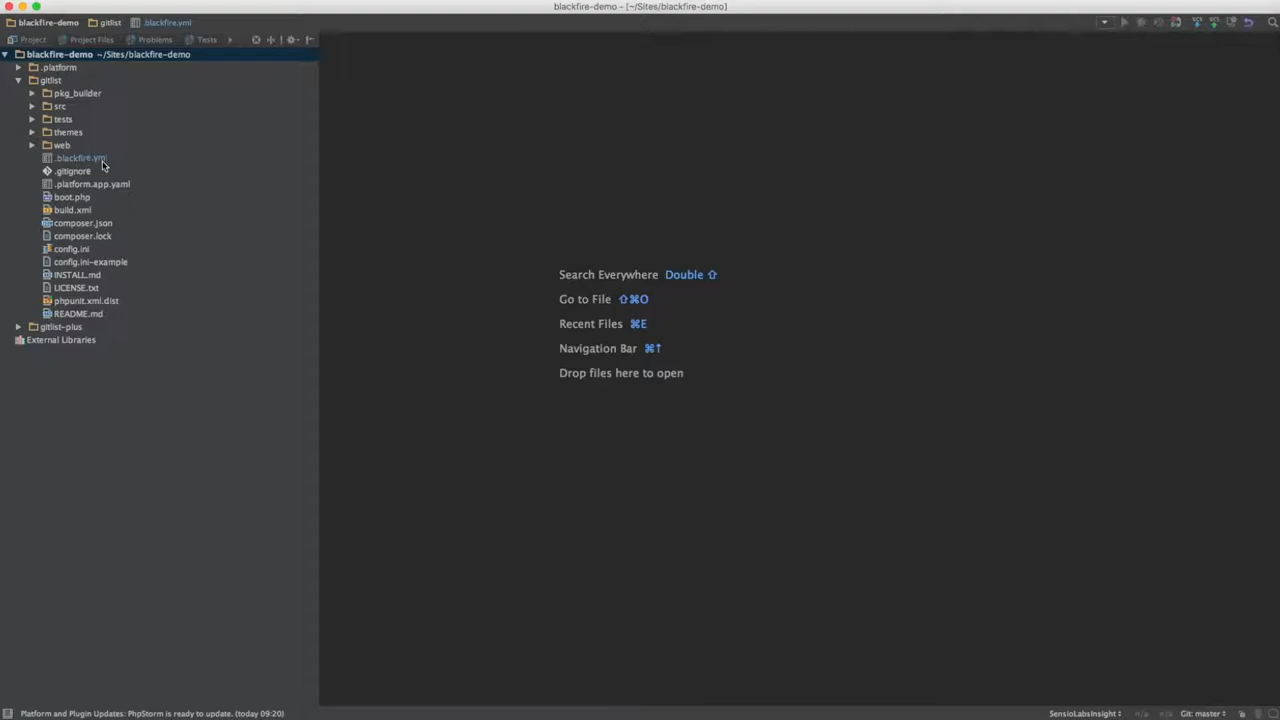 blackfire-demo - [~/Sites/blackfire-demo]
blackfire-demo gitlist .blackfire.yml
Project Project Files Problems Tests
blackfire-demo ~/Sites/blackfire-demo
.platform
gitlist
pkg_builder
src
tests
themes
web
.blackfire.yml
.gitignore
.platform.app.yaml
boot.php
build.xml
composer.json
composer.lock
config.ini
config.ini-example
INSTALL.md
LICENSE.txt
phpunit.xml.dist
README.md
gitlist-plus
External Libraries
Search Everywhere Double ⇧
Go to File ⇧⌘O
Recent Files ⌘E
Navigation Bar ⌘↑
Drop files here to open
Platform and Plugin Updates: PhpStorm is ready to update. (today 09:20)
SensioLabsInsight
Git: master